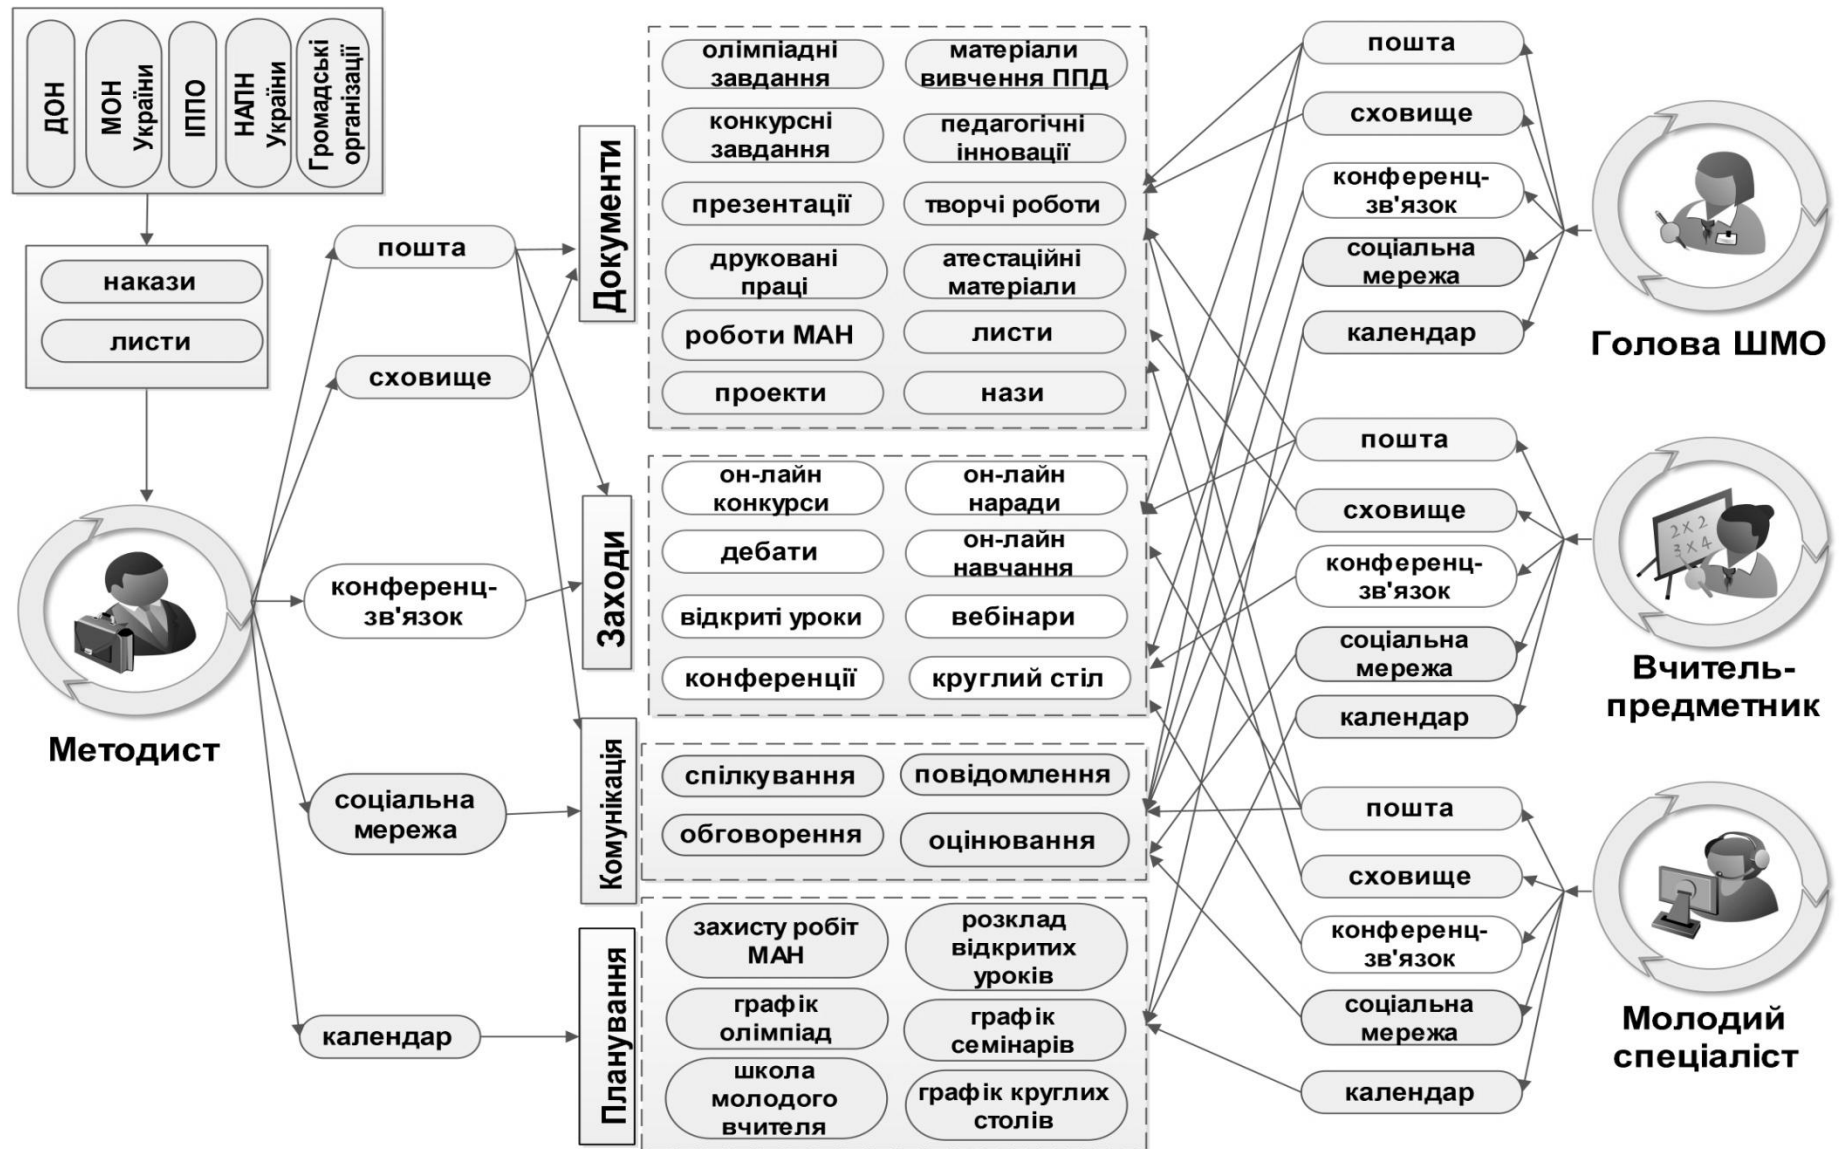 ДОН
МОН
України
ІППО
НАПН
України
Громадські
організації
накази
листи
Методист
пошта
сховище
конференц-
зв'язок
соціальна
мережа
календар
Документи
олімпіадні
завдання
матеріали
вивчення ППД
конкурсні
завдання
педагогічні
інновації
презентації
творчі роботи
друковані
праці
атестаційні
матеріали
роботи МАН
листи
проекти
нази
Заходи
он-лайн
конкурси
он-лайн
наради
дебати
он-лайн
навчання
відкриті уроки
вебінари
конференції
круглий стіл
Комунікація
спілкування
повідомлення
обговорення
оцінювання
Планування
захисту робіт
МАН
розклад
відкритих
уроків
графік
олімпіад
графік
семінарів
школа
молодого
вчителя
графік круглих
столів
пошта
сховище
конференц-
зв'язок
соціальна
мережа
календар
Голова ШМО
пошта
сховище
конференц-
зв'язок
соціальна
мережа
календар
2 x 2
3 x 4
Вчитель-
предметник
пошта
сховище
конференц-
зв'язок
соціальна
мережа
календар
Молодий
спеціаліст